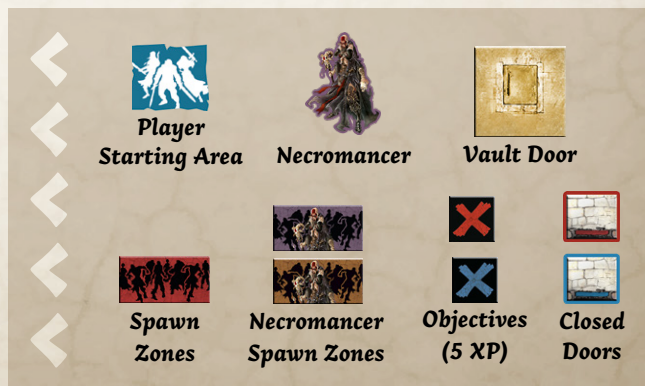 Player
Starting Area
Necromancer
Vault Door
Spawn
Zones
Necromancer
Spawn Zones
Objectives
(5 XP)
Closed
Doors